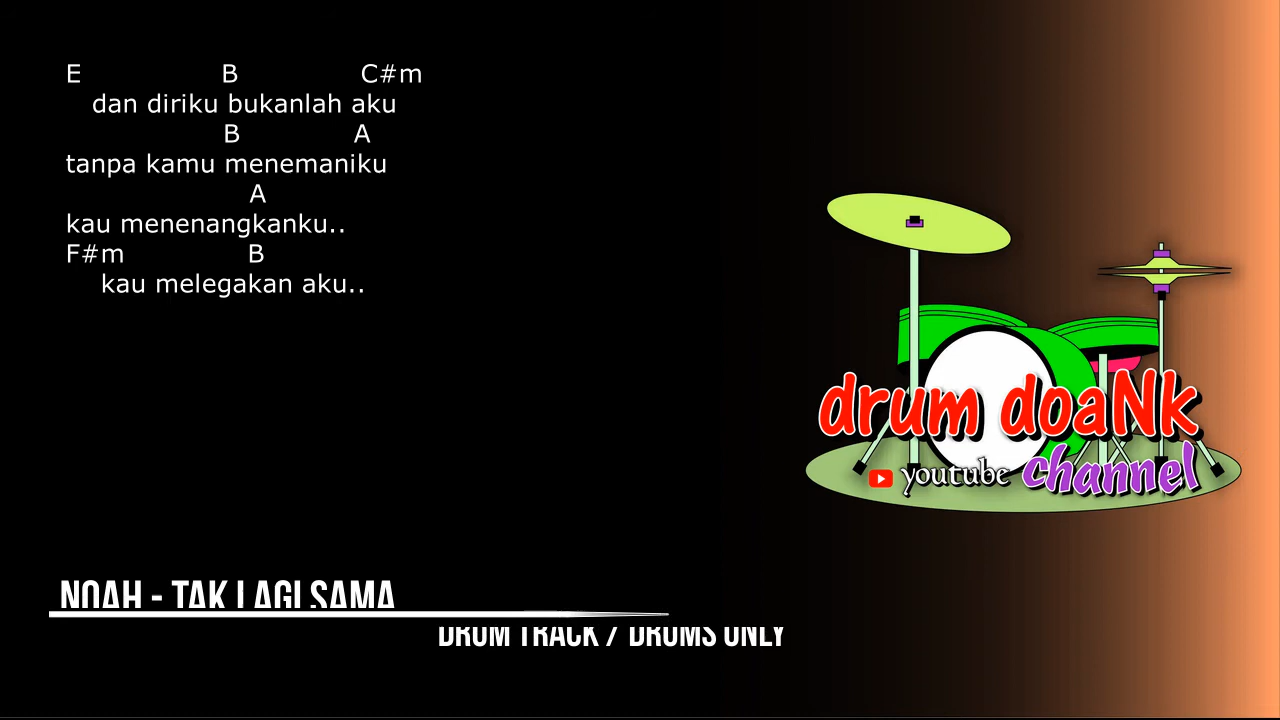 E B C#m
dan diriku bukanlah aku
B A
tanpa kamu menemaniku
A
kau menenangkanku..
F#m B
kau melegakan aku..
drum doaNk
youtube channel
NOAH - TAK LAGI SAMA
DRUM TRACK / DRUMS ONLY